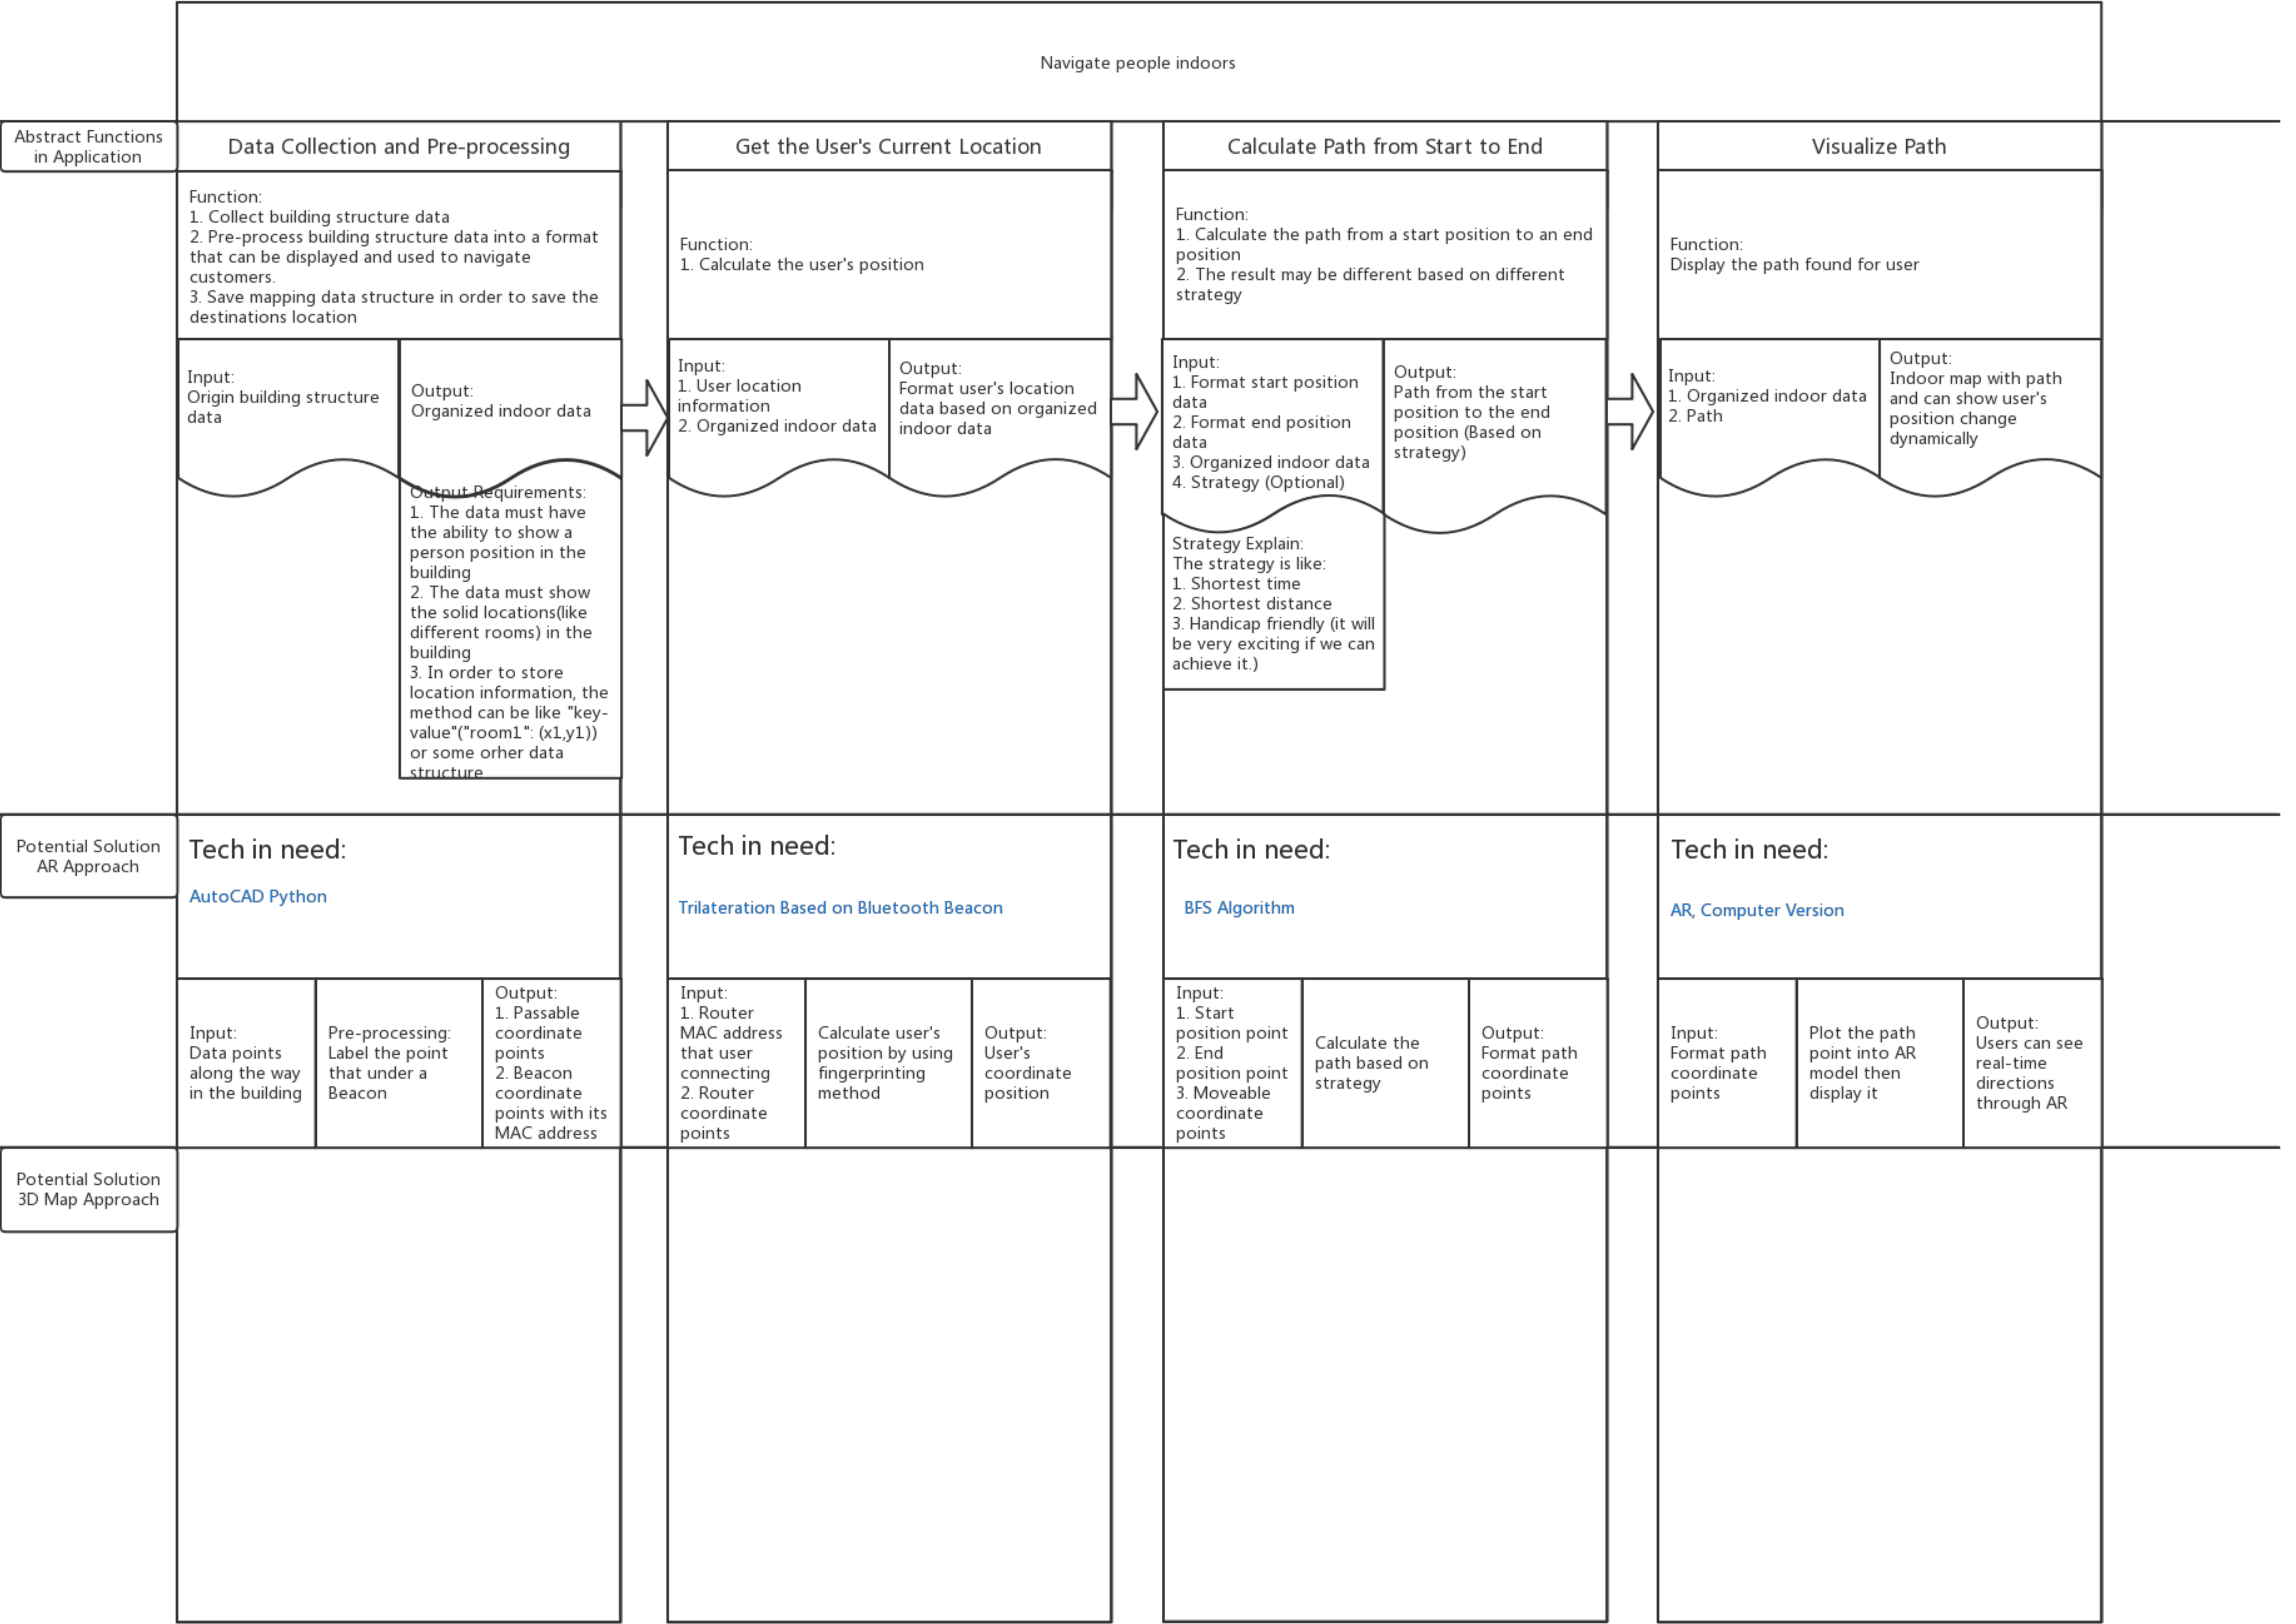 Navigate people indoors
Abstract Functions
in Application
Data Collection and Pre-processing
Function:
1. Collect building structure data
2. Pre-process building structure data into a format
that can be displayed and used to navigate
customers.
3. Save mapping data structure in order to save the
destinations location
Input:
Origin building structure
data
Output:
Organized indoor data
Output Requirements:
1. The data must have
the ability to show a
person position in the
building
2. The data must show
the solid locations(like
different rooms) in the
building
3. In order to store
location information, the
method can be like "key-
value"("room1": (x1,y1))
or some orher data
structure
Get the User's Current Location
Function:
1. Calculate the user's position
Input:
1. User location
information
2. Organized indoor data
Output:
Format user's location
data based on organized
indoor data
Calculate Path from Start to End
Function:
1. Calculate the path from a start position to an end
position
2. The result may be different based on different
strategy
Input:
1. Format start position
data
2. Format end position
data
3. Organized indoor data
4. Strategy (Optional)
Output:
Path from the start
position to the end
position (Based on
strategy)
Strategy Explain:
The strategy is like:
1. Shortest time
2. Shortest distance
3. Handicap friendly (it will
be very exciting if we can
achieve it.)
Visualize Path
Function:
Display the path found for user
Input:
1. Organized indoor data
2. Path
Output:
Indoor map with path
and can show user's
position change
dynamically
Potential Solution
AR Approach
Tech in need:
AutoCAD Python
Input:
Data points
along the way
in the building
Pre-processing:
Label the point
that under a
Beacon
Output:
1. Passable
coordinate
points
2. Beacon
coordinate
points with its
MAC address
Tech in need:
Trilateration Based on Bluetooth Beacon
Input:
1. Router
MAC address
that user
connecting
2. Router
coordinate
points
Calculate user's
position by using
fingerprinting
method
Output:
User's
coordinate
position
Tech in need:
BFS Algorithm
Input:
1. Start
position point
2. End
position point
3. Moveable
coordinate
points
Calculate the
path based on
strategy
Output:
Format path
coordinate
points
Tech in need:
AR, Computer Version
Input:
Format path
coordinate
points
Plot the path
point into AR
model then
display it
Output:
Users can see
real-time
directions
through AR
Potential Solution
3D Map Approach